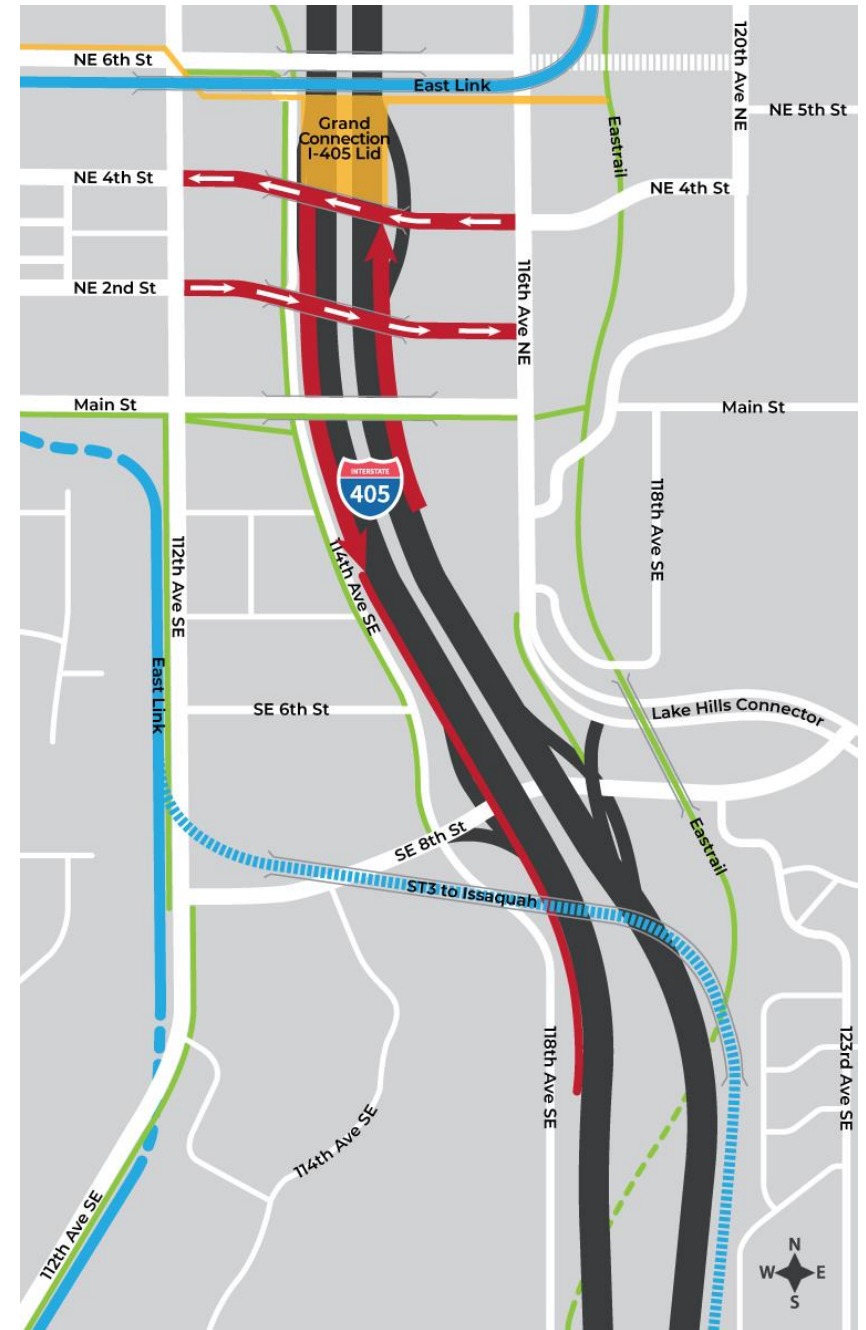 120th Ave NE
NE 6th St
East Link
NE 5th St
Grand
Connection
I-405 Lid
Eastrail
NE 4th St
NE 4th St
116th Ave NE
NE 2nd St
Main St
Main St
INTERSTATE
405
118th Ave SE
112th Ave SE
114th Ave SE
East Link
SE 6th St
Lake Hills Connector
SE 8th St
Eastrail
ST3 to Issaquah
118th Ave SE
123rd Ave SE
114th Ave SE
112th Ave SE
N
W
E
S